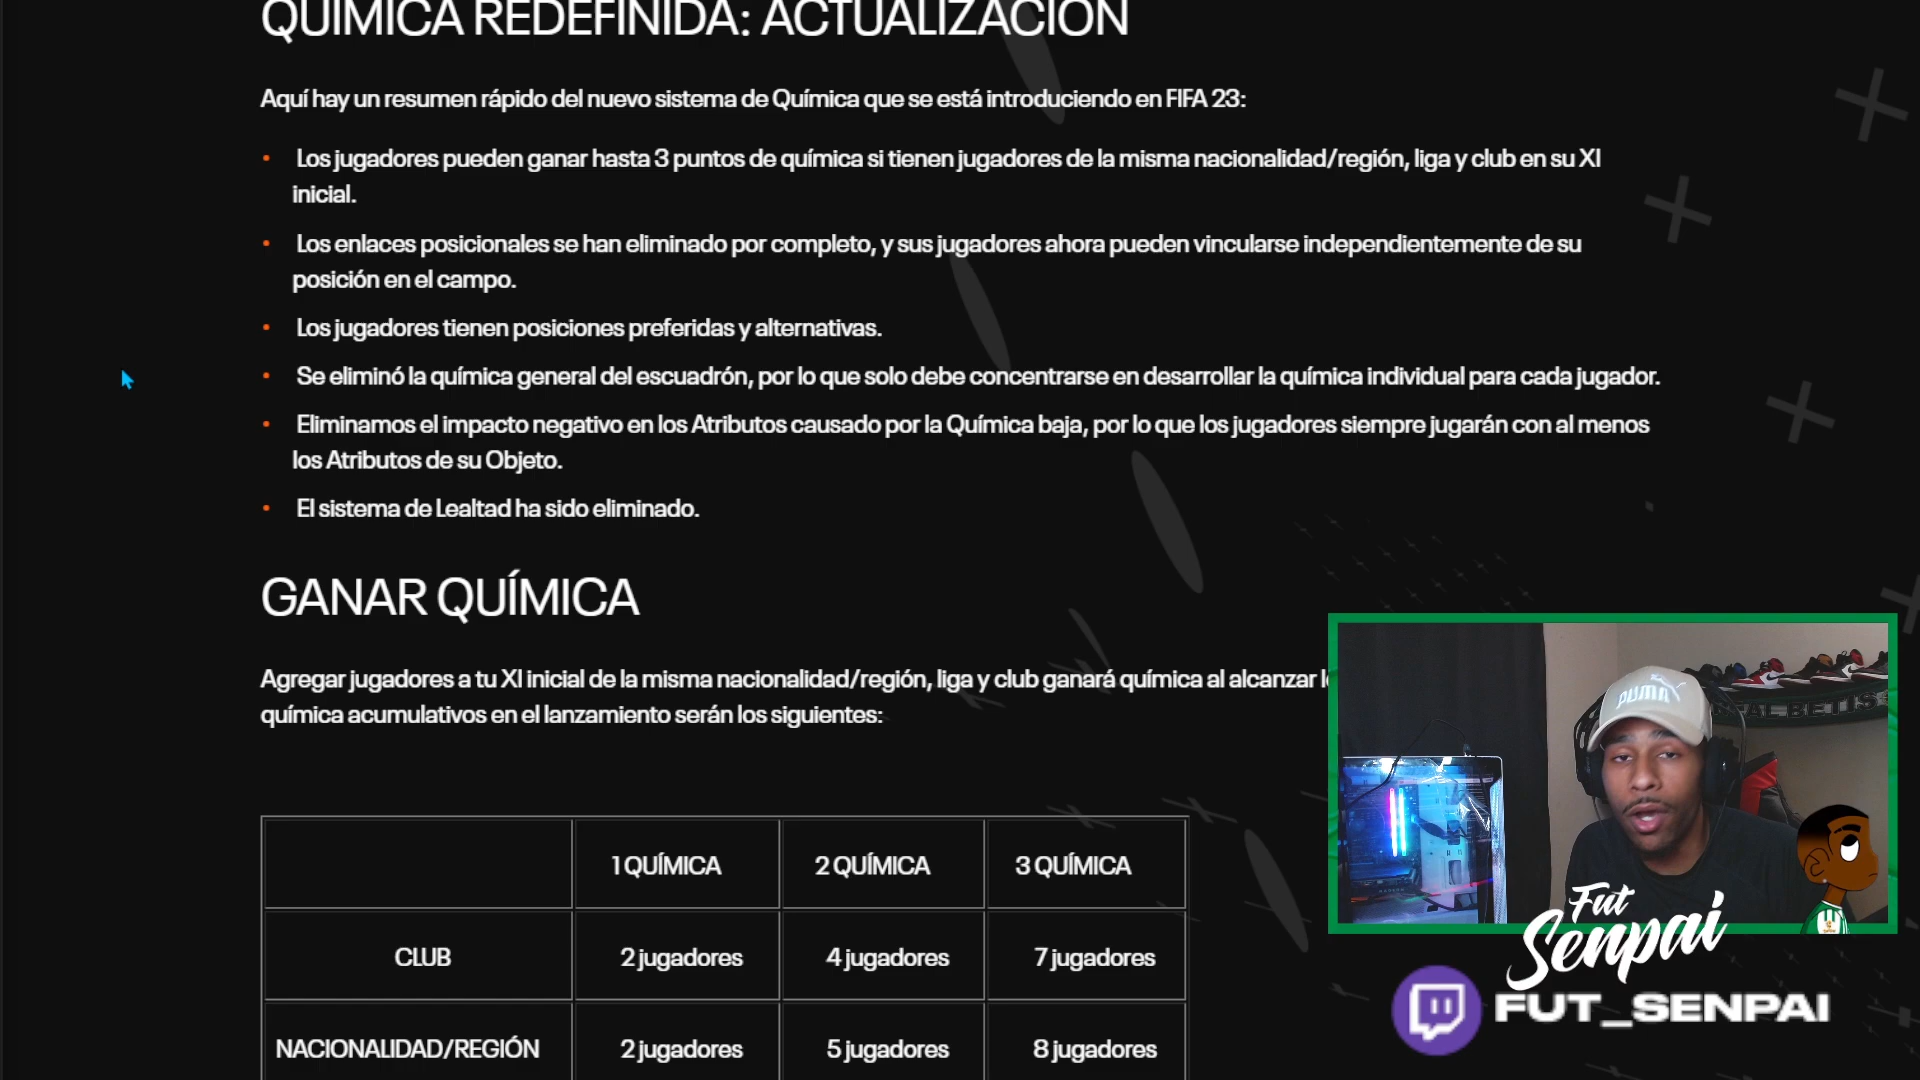 QUÍMICA REDEFINIDA: ACTUALIZACIÓN
Aquí hay un resumen rápido del nuevo sistema de Química que se está introduciendo en FIFA 23:
• Los jugadores pueden ganar hasta 3 puntos de química si tienen jugadores de la misma nacionalidad/región, liga y club en su XI
inicial.
• Los enlaces posicionales se han eliminado por completo, y sus jugadores ahora pueden vincularse independientemente de su
posición en el campo.
• Los jugadores tienen posiciones preferidas y alternativas.
• Se eliminó la química general del escuadrón, por lo que solo debe concentrarse en desarrollar la química individual para cada jugador.
• Eliminamos el impacto negativo en los Atributos causado por la Química baja, por lo que los jugadores siempre jugarán con al menos
los Atributos de su Objeto.
• El sistema de Lealtad ha sido eliminado.
GANAR QUÍMICA
Agregar jugadores a tu XI inicial de la misma nacionalidad/región, liga y club ganará química al alcanzar
química acumulativos en el lanzamiento serán los siguientes:
1 QUÍMICA 2 QUÍMICA 3 QUÍMICA
CLUB 2 jugadores 4 jugadores 7 jugadores
NACIONALIDAD/REGIÓN 2 jugadores 5 jugadores 8 jugadores
PUMA
REAL BETIS
Fut
Senpai
FUT_SENPAI